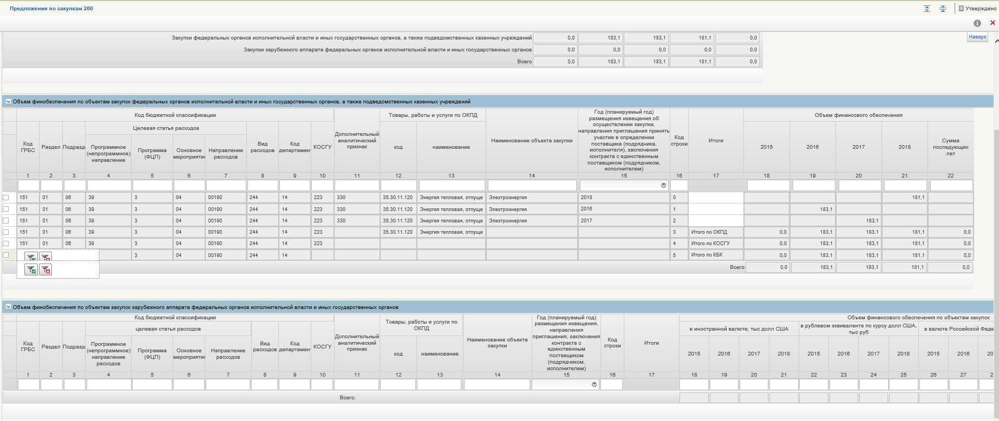 Предложения по закупкам 200
Утверждено
Наверх
Закупки федеральных органов исполнительной власти и иных государственных органов, а также подведомственных казенных учреждений 0,0 183,1 183,1 181,1 0,0
Закупки зарубежного аппарата федеральных органов исполнительной власти и иных государственных органов 0,0 0,0 0,0 0,0 0,0
Всего 0,0 183,1 183,1 181,1 0,0
Объем финобеспечения по объектам закупок федеральных органов исполнительной власти и иных государственных органов, а также подведомственных казенных учреждений
Код бюджетной классификации
Целевая статья расходов
Код ГРБС
Раздел
Подразд
Программное (непрограммное) направление
Программа (ФЦП)
Основное мероприятие
Направление расходов
Вид расходов
Код департамен
КОСГУ
Дополнительный аналитический признак
Товары, работы и услуги по ОКПД
код
наименование
Наименование объекта закупки
Год (планируемый год) размещения извещения об осуществлении закупки, направления приглашения принять участие в определении поставщика (подрядчика, исполнителя), заключения контракта с единственным поставщиком (подрядчиком, исполнителем)
Код строки
Итоги
Объем финансового обеспечения
2015 2016 2017 2018 Сумма последующих лет
1 2 3 4 5 6 7 8 9 10 11 12 13 14 15 16 17 18 19 20 21 22
151 01 06 39 3 04 00190 244 14 223 330 35.30.11.120 Энергия тепловая, отпуще Электроэнергия 2018 0 181,1
151 01 06 39 3 04 00190 244 14 223 330 35.30.11.120 Энергия тепловая, отпуще Электроэнергия 2016 1 183,1
151 01 06 39 3 04 00190 244 14 223 330 35.30.11.120 Энергия тепловая, отпуще Электроэнергия 2017 2 183,1
151 01 06 39 3 04 00190 244 14 223 35.30.11.120 Энергия тепловая, отпуще 3 Итого по ОКПД 0,0 183,1 183,1 181,1 0,0
151 01 06 39 3 04 00190 244 14 223 4 Итого по КОСГУ 0,0 183,1 183,1 181,1 0,0
3 04 00190 244 14 5 Итого по КБК 0,0 183,1 183,1 181,1 0,0
Всего 0,0 183,1 183,1 181,1 0,0
Объем финобеспечения по объектам закупок зарубежного аппарата федеральных органов исполнительной власти и иных государственных органов
Код бюджетной классификации
целевая статья расходов
Код ГРБС
Раздел
Подразд
Программное (непрограммное) направление расходов
Программа (ФЦП)
Основное мероприятие
Направление расходов
Вид расходов
Код департамен
КОСГУ
Дополнительный аналитический признак
Товары, работы и услуги по ОКПД
код
наименование
Наименование объекта закупки
Год (планируемый год) размещения извещения, направления приглашения, заключения контракта с единственным поставщиком (подрядчиком, исполнителем)
Код строки
Итоги
Объем финансового обеспечения по объектам закупок
в иностранной валюте, тыс долл США
в рублевом эквиваленте по курсу долл США, тыс руб
в валюте Российской Феде
2015 2016 2017 2018 2015 2016 2017 2018 2015 2016 20
1 2 3 4 5 6 7 8 9 10 11 12 13 14 15 16 17 18 19 20 21 22 23 24 25 26 27 2
Всего: